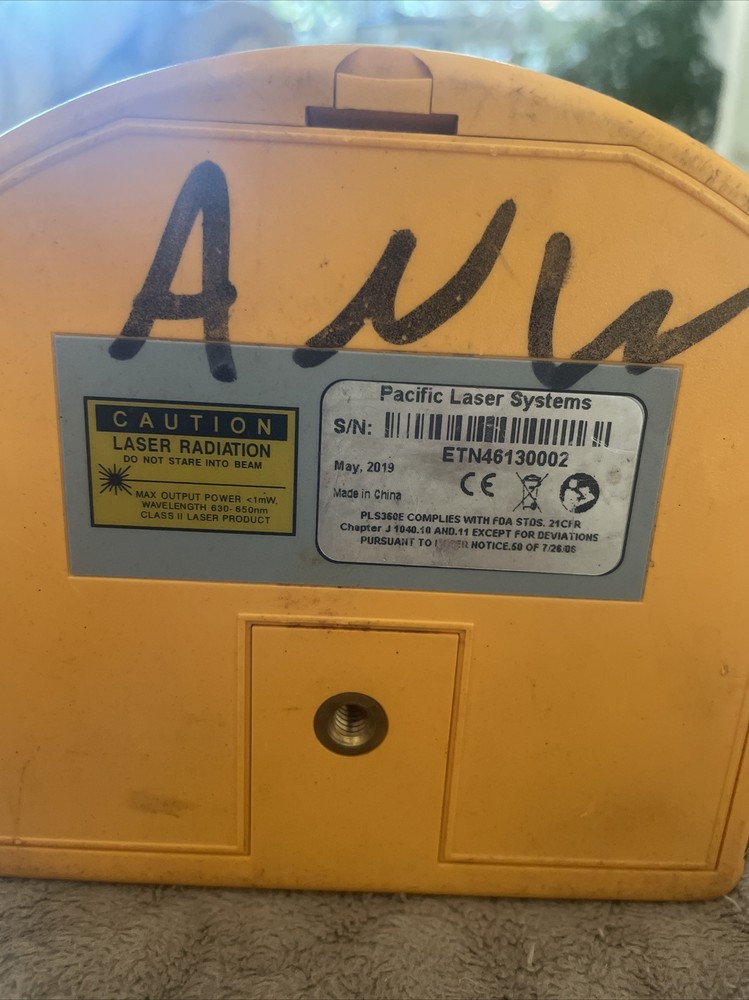 ANW
CAUTION
LASER RADIATION
DO NOT STARE INTO BEAM
MAX OUTPUT POWER <1mW,
WAVELENGTH 630-650nm
CLASS II LASER PRODUCT
Pacific Laser Systems
S/N:
ETN46130002
May, 2019
Made in China
CE
PLS360E COMPLIES WITH FDA STDS. 21CFR
Chapter J 1040.10 AND.11 EXCEPT FOR DEVIATIONS
PURSUANT TO NOTICE.50 OF 7/26/05